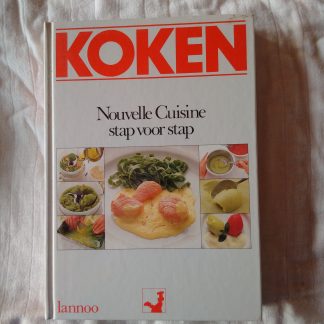 KOKEN
Nouvelle Cuisine
stap voor stap
lannoo